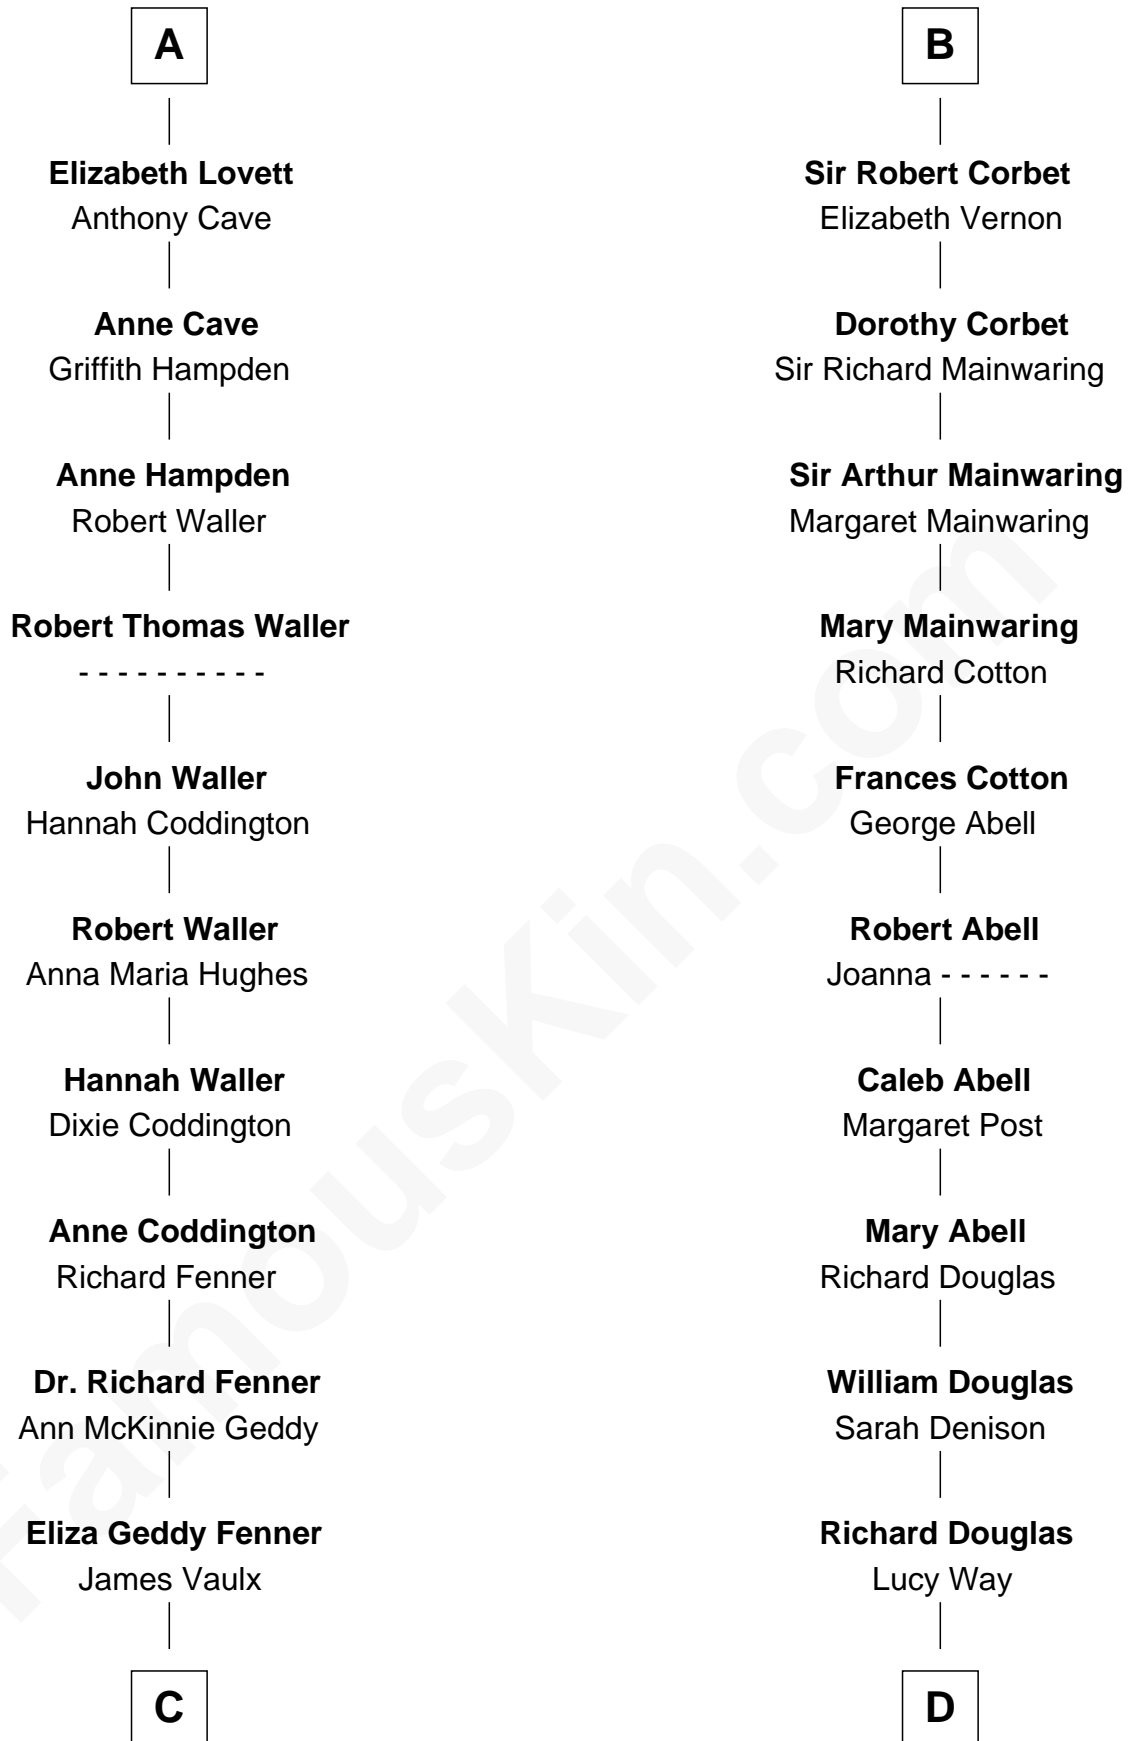 A
Elizabeth Lovett
Anthony Cave
Anne Cave
Griffith Hampden
Anne Hampden
Robert Waller
Robert Thomas Waller
- - - - - - - - - -
John Waller
Hannah Coddington
Robert Waller
Anna Maria Hughes
Hannah Waller
Dixie Coddington
Anne Coddington
Richard Fenner
Dr. Richard Fenner
Ann McKinnie Geddy
Eliza Geddy Fenner
James Vaulx
C
B
Sir Robert Corbet
Elizabeth Vernon
Dorothy Corbet
Sir Richard Mainwaring
Sir Arthur Mainwaring
Margaret Mainwaring
Mary Mainwaring
Richard Cotton
Frances Cotton
George Abell
Robert Abell
Joanna - - - - - -
Caleb Abell
Margaret Post
Mary Abell
Richard Douglas
William Douglas
Sarah Denison
Richard Douglas
Lucy Way
D
FamousKin.com